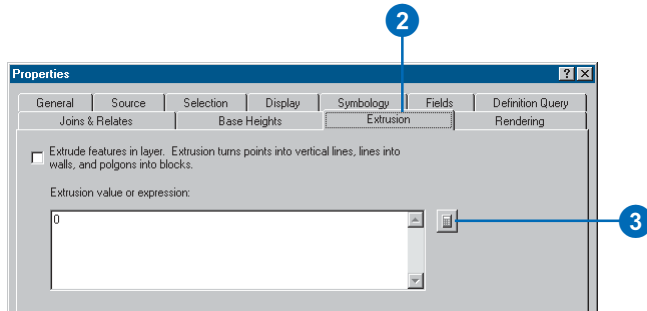 2
Properties
General Source Selection Display Symbology Fields Definition Query
Joins & Relates Base Heights Extrusion Rendering
Extrude features in layer. Extrusion turns points into vertical lines, lines into
walls, and polgons into blocks.
Extrusion value or expression:
0
3